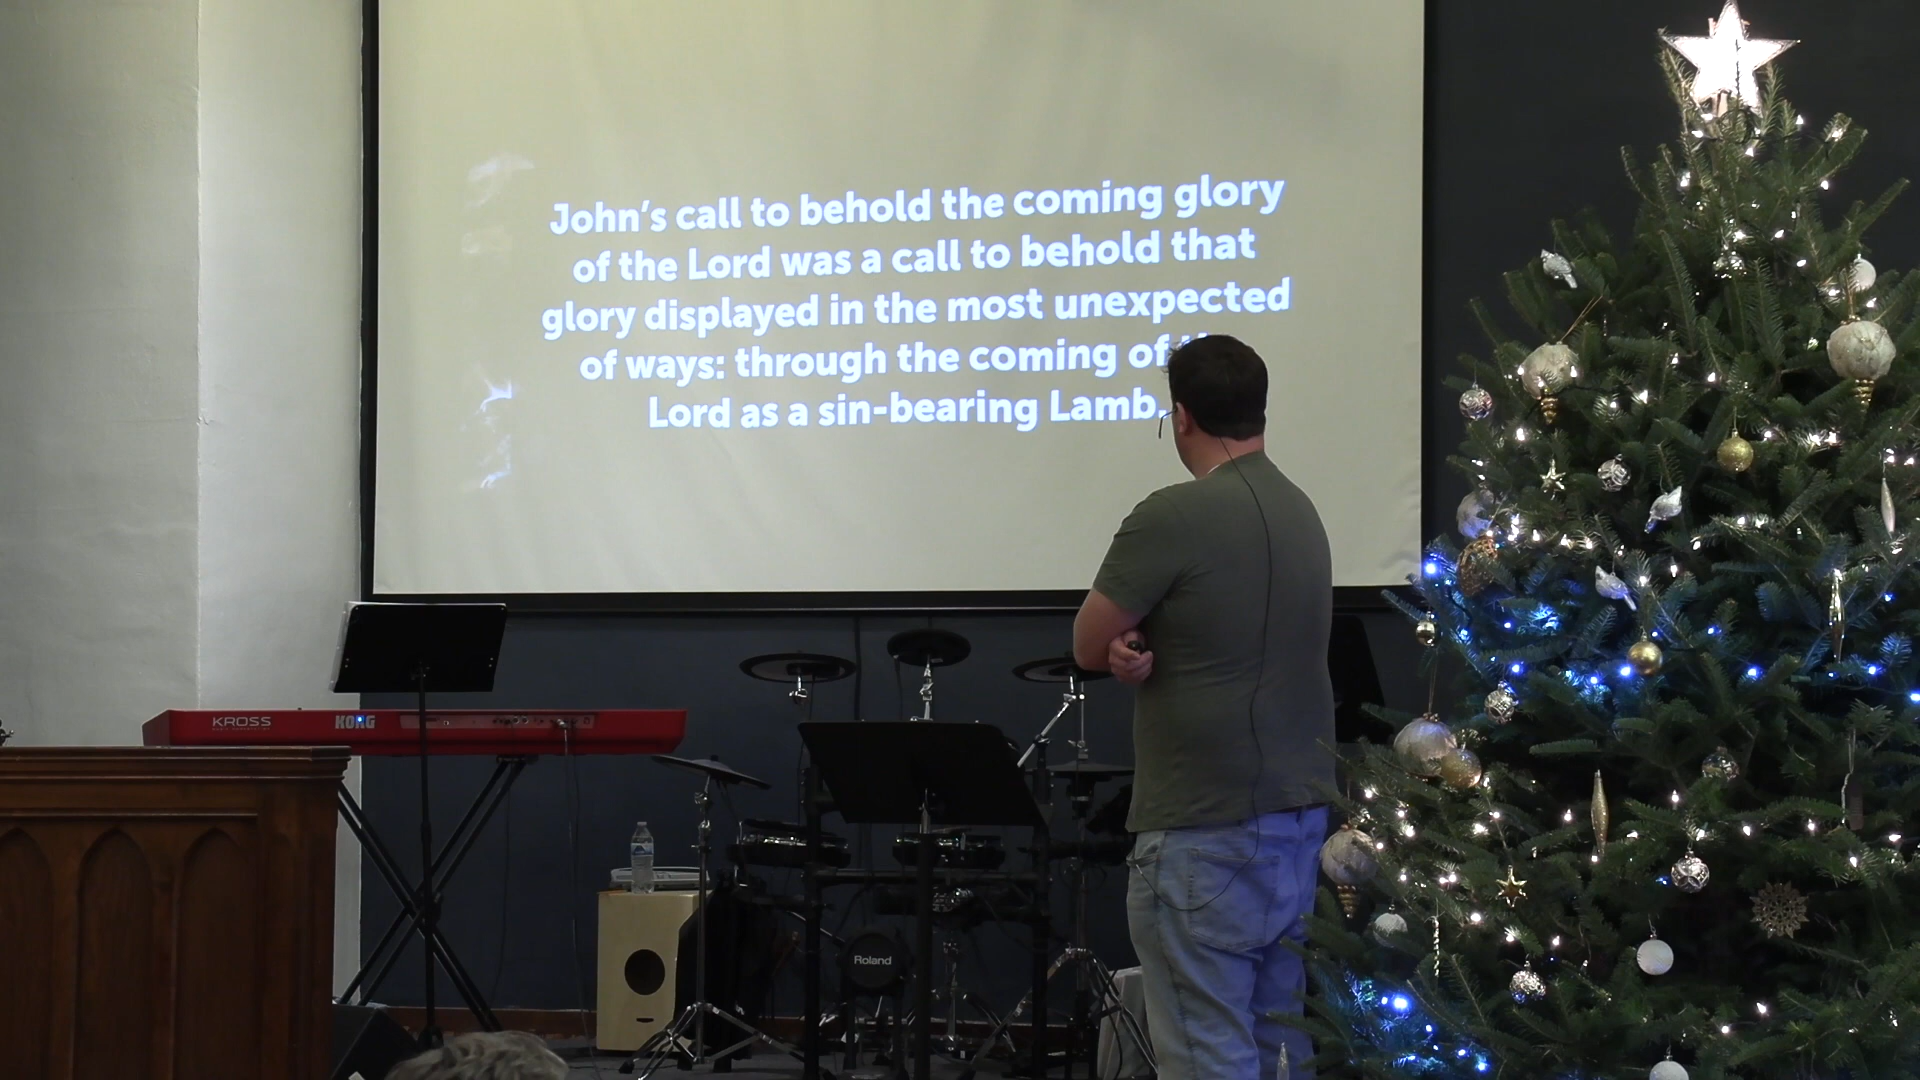 John's call to behold the coming glory
of the Lord was a call to behold that
glory displayed in the most unexpected
of ways: through the coming of
Lord as a sin-bearing Lamb.
KROSS
KORG
Roland